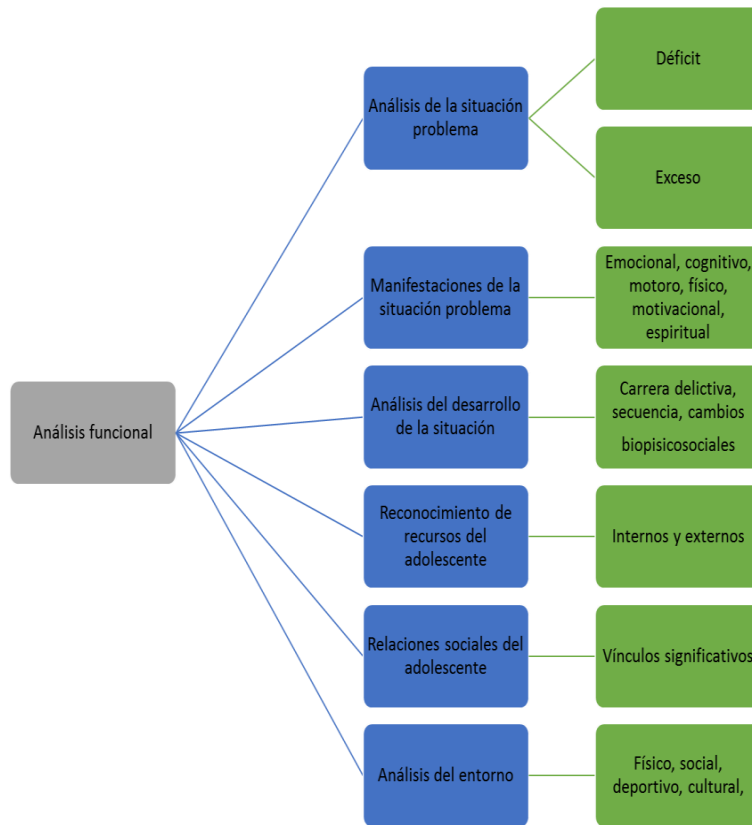 Análisis funcional
Análisis de la situación
problema
Déficit
Exceso
Manifestaciones de la
situación problema
Emocional, cognitivo,
motoro, físico,
motivacional,
espiritual
Análisis del desarrollo
de la situación
Carrera delictiva,
secuencia, cambios
biopisicosociales
Reconocimiento de
recursos del
adolescente
Internos y externos
Relaciones sociales del
adolescente
Vínculos significativos
Análisis del entorno
Físico, social,
deportivo, cultural,